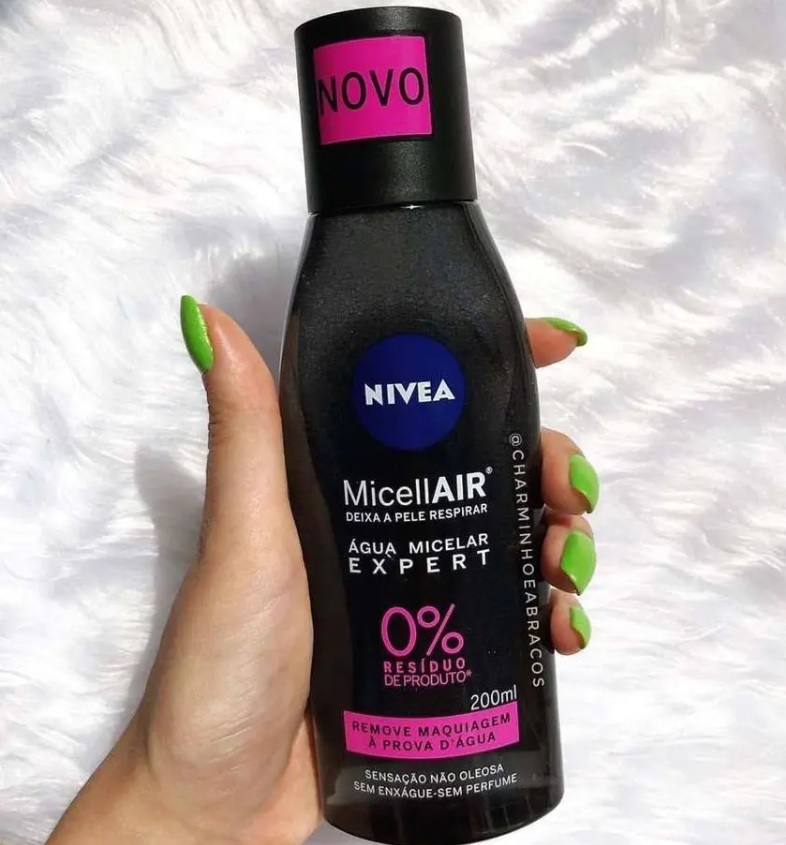 NOVO
NIVEA
MicellAIR®
DEIXA A PELE RESPIRAR
ÁGUA MICELAR
EXPERT
0%
RESÍDUO
DE PRODUTO*
200ml
REMOVE MAQUIAGEM
À PROVA D'ÁGUA
SENSAÇÃO NÃO OLEOSA
SEM ENXÁGUE-SEM PERFUME
@CHARMINHOEABRACOS